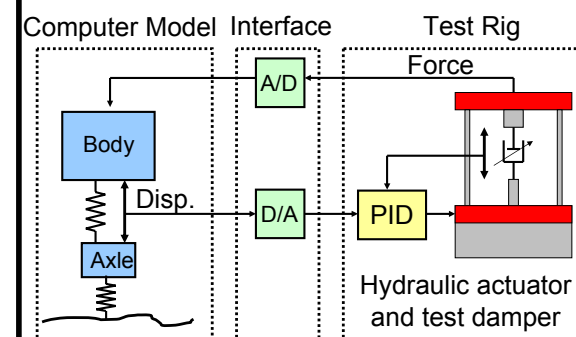 Computer Model
Interface
Test Rig
Force
A/D
Body
Disp.
D/A
PID
Axle
Hydraulic actuator
and test damper